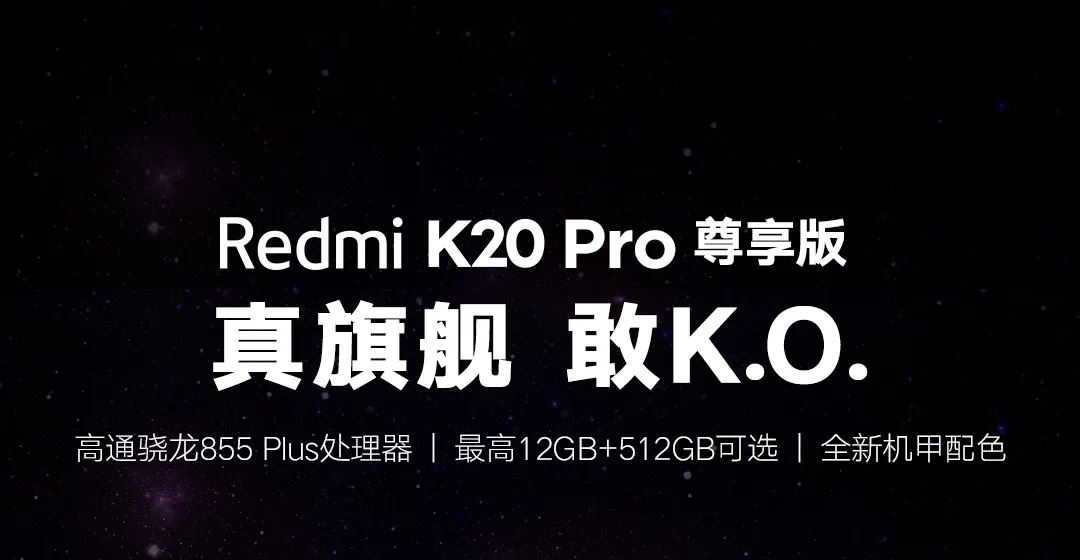 Redmi K20 Pro 尊享版
真旗舰 敢K.O.
高通骁龙855 Plus处理器 | 最高12GB+512GB可选 | 全新机甲配色